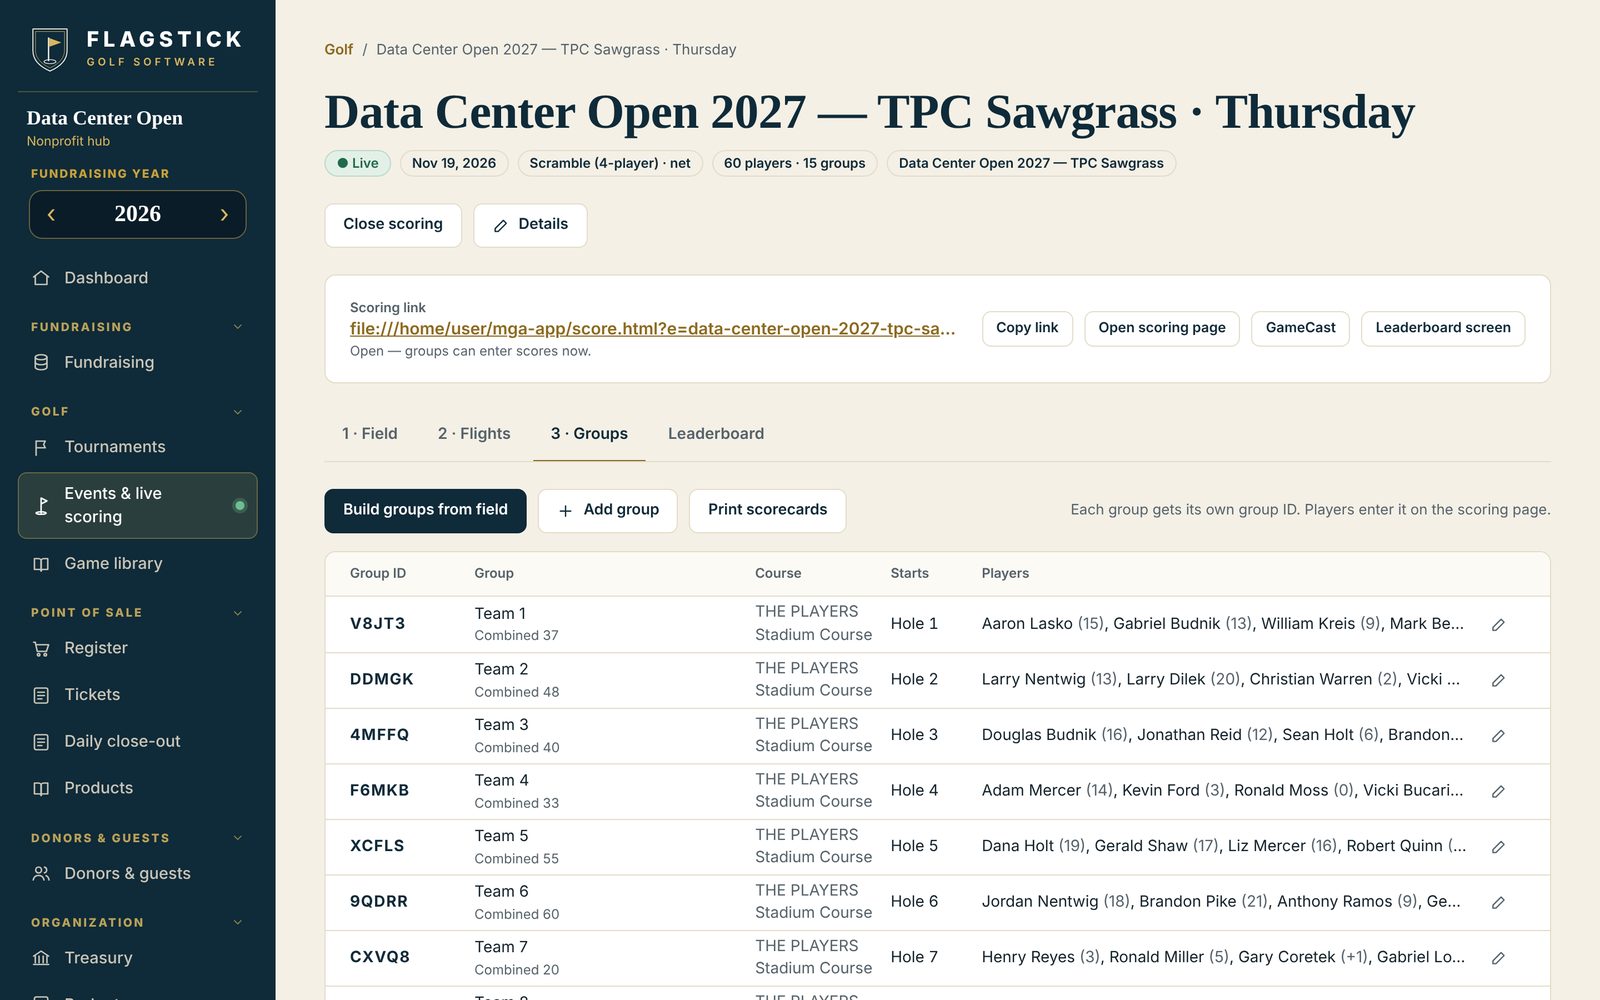 FLAGSTICK
GOLF SOFTWARE
Data Center Open
Nonprofit hub
FUNDRAISING YEAR
2026
Dashboard
FUNDRAISING
Fundraising
GOLF
Tournaments
Events & live
scoring
Game library
POINT OF SALE
Register
Tickets
Daily close-out
Products
DONORS & GUESTS
Donors & guests
ORGANIZATION
Treasury
Golf / Data Center Open 2027 — TPC Sawgrass · Thursday
Data Center Open 2027 — TPC Sawgrass · Thursday
Live
Nov 19, 2026
Scramble (4-player) · net
60 players · 15 groups
Data Center Open 2027 — TPC Sawgrass
Close scoring
Details
Scoring link
file:///home/user/mga-app/score.html?e=data-center-open-2027-tpc-sa...
Open — groups can enter scores now.
Copy link
Open scoring page
GameCast
Leaderboard screen
1 · Field
2 · Flights
3 · Groups
Leaderboard
Build groups from field
+ Add group
Print scorecards
Each group gets its own group ID. Players enter it on the scoring page.
Group ID Group Course Starts Players
V8JT3 Team 1 Combined 37 THE PLAYERS Stadium Course Hole 1 Aaron Lasko (15), Gabriel Budnik (13), William Kreis (9), Mark Be...
DDMGK Team 2 Combined 48 THE PLAYERS Stadium Course Hole 2 Larry Nentwig (13), Larry Dilek (20), Christian Warren (2), Vicki ...
4MFFQ Team 3 Combined 40 THE PLAYERS Stadium Course Hole 3 Douglas Budnik (16), Jonathan Reid (12), Sean Holt (6), Brandon...
F6MKB Team 4 Combined 33 THE PLAYERS Stadium Course Hole 4 Adam Mercer (14), Kevin Ford (3), Ronald Moss (0), Vicki Bucari...
XCFLS Team 5 Combined 55 THE PLAYERS Stadium Course Hole 5 Dana Holt (19), Gerald Shaw (17), Liz Mercer (16), Robert Quinn (...
9QDRR Team 6 Combined 60 THE PLAYERS Stadium Course Hole 6 Jordan Nentwig (18), Brandon Pike (21), Anthony Ramos (9), Ge...
CXVQ8 Team 7 Combined 20 THE PLAYERS Stadium Course Hole 7 Henry Reyes (3), Ronald Miller (5), Gary Coretek (+1), Gabriel Lo...